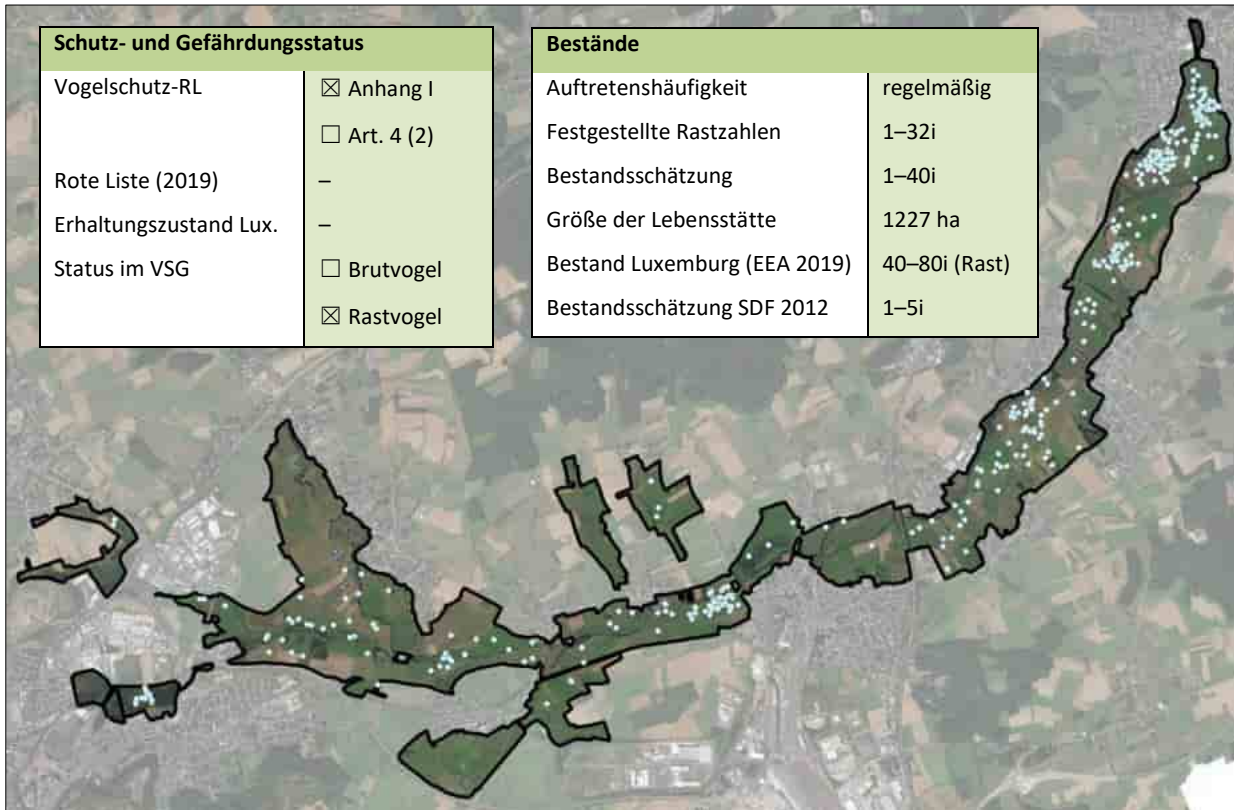 Schutz- und Gefährdungsstatus
Vogelschutz-RL ☒ Anhang I
☐ Art. 4 (2)
Rote Liste (2019) –
Erhaltungszustand Lux. –
Status im VSG ☐ Brutvogel
☒ Rastvogel
Bestände
Auftretenshäufigkeit regelmäßig
Festgestellte Rastzahlen 1–32i
Bestandsschätzung 1–40i
Größe der Lebensstätte 1227 ha
Bestand Luxemburg (EEA 2019) 40–80i (Rast)
Bestandsschätzung SDF 2012 1–5i